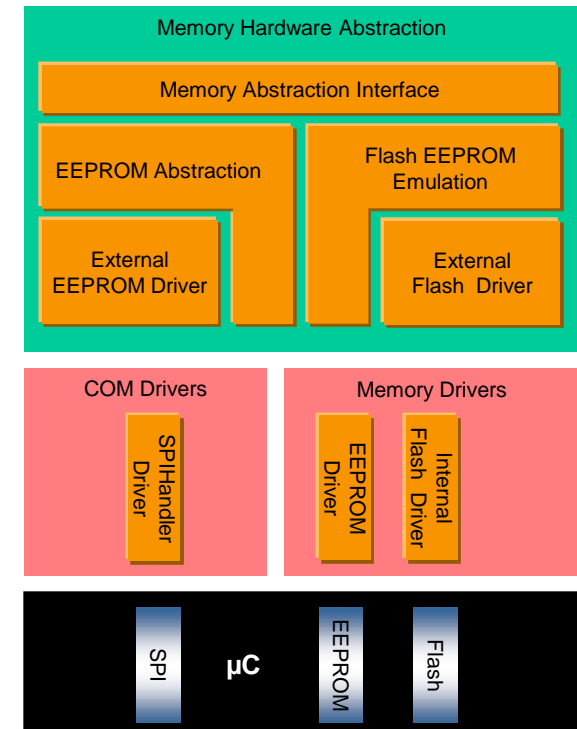 Memory Hardware Abstraction
Memory Abstraction Interface
EEPROM Abstraction
Flash EEPROM
Emulation
External
EEPROM Driver
External
Flash Driver
COM Drivers
SPIHandler
Driver
Memory Drivers
EEPROM
Driver
Internal
Flash Driver
SPI
µC
EEPROM
Flash